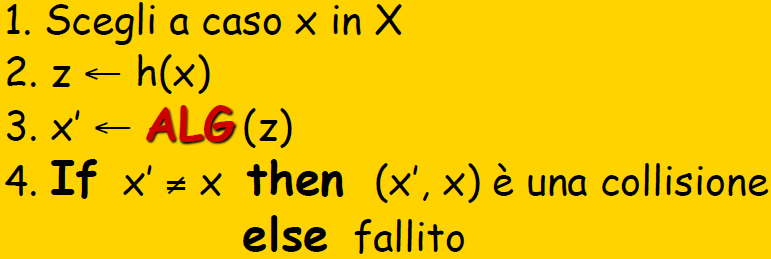 1. Scegli a caso x in X
2. z ← h(x)
3. x’ ← ALG(z)
4. If x’ ≠ x then (x’, x) è una collisione
else fallito